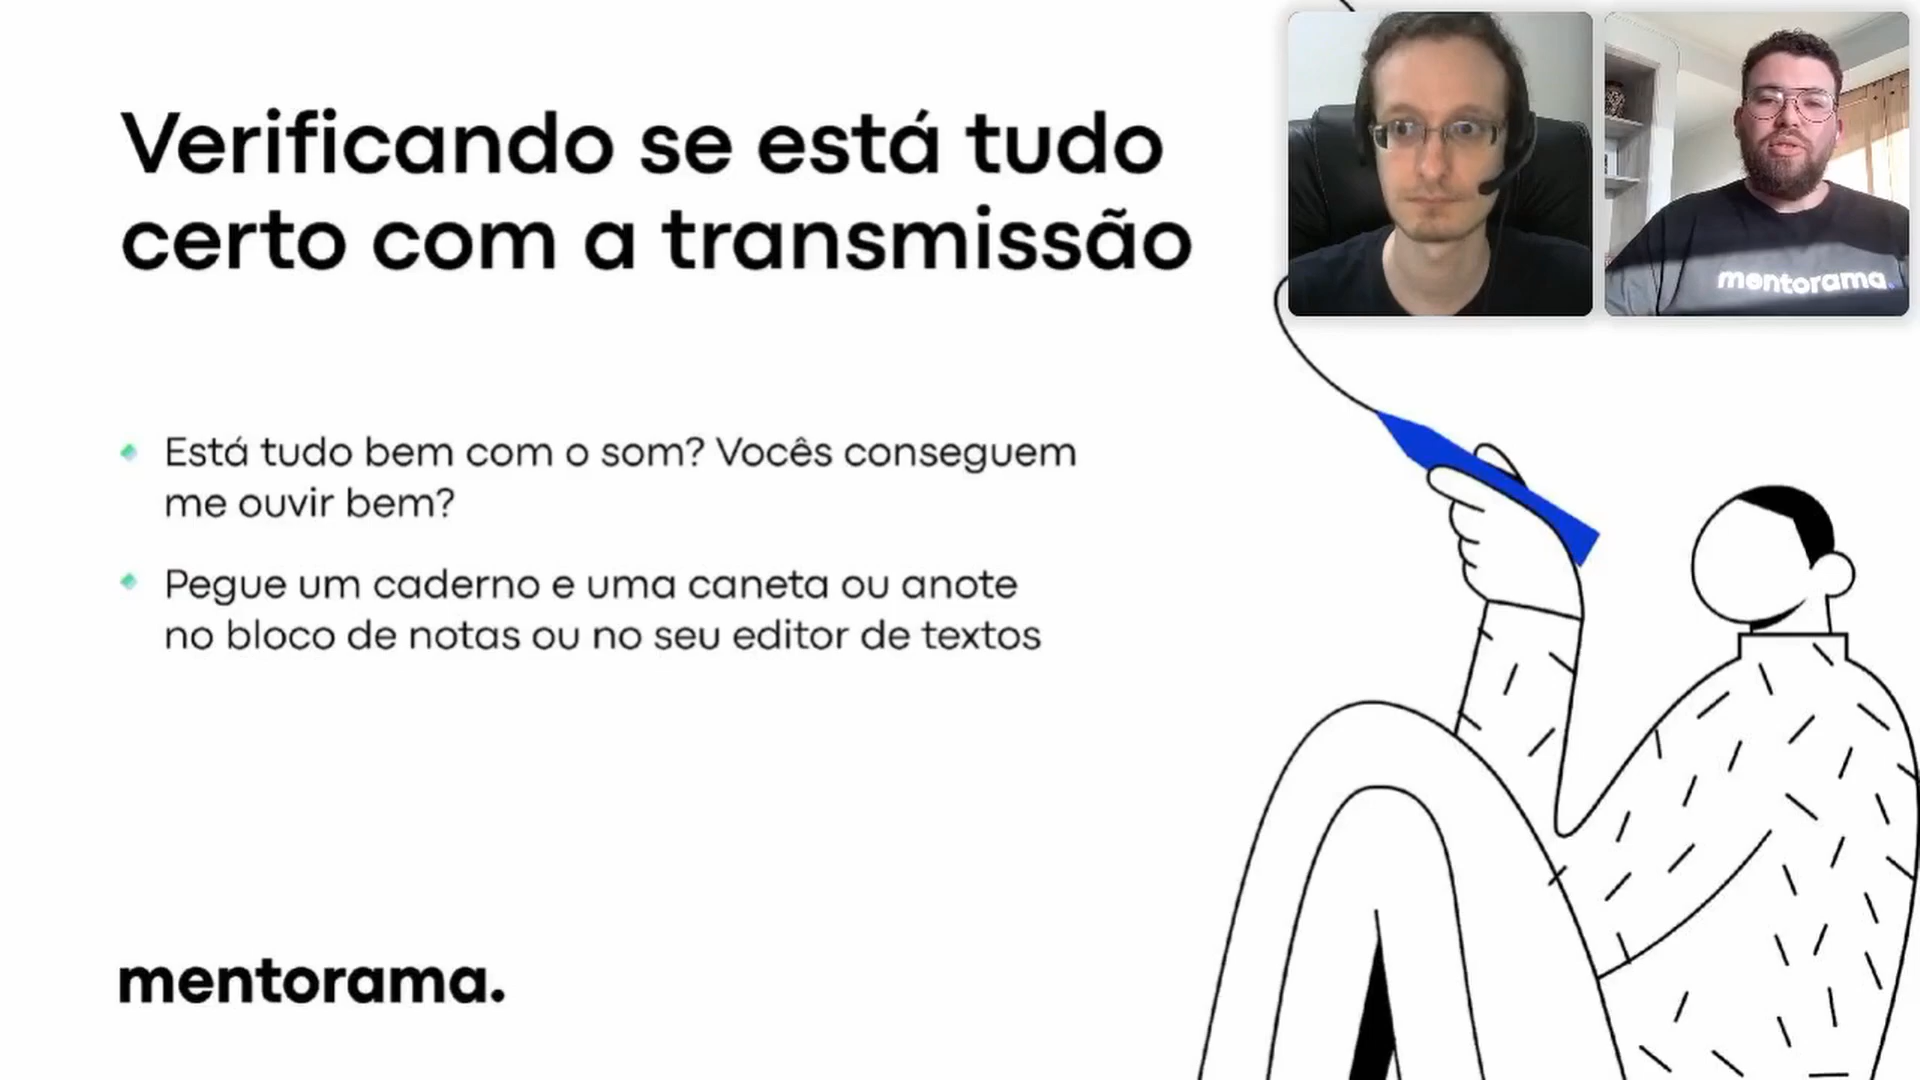 Verificando se está tudo
certo com a transmissão
Está tudo bem com o som? Vocês conseguem
me ouvir bem?
Pegue um caderno e uma caneta ou anote
no bloco de notas ou no seu editor de textos
mentorama.
mentorama.